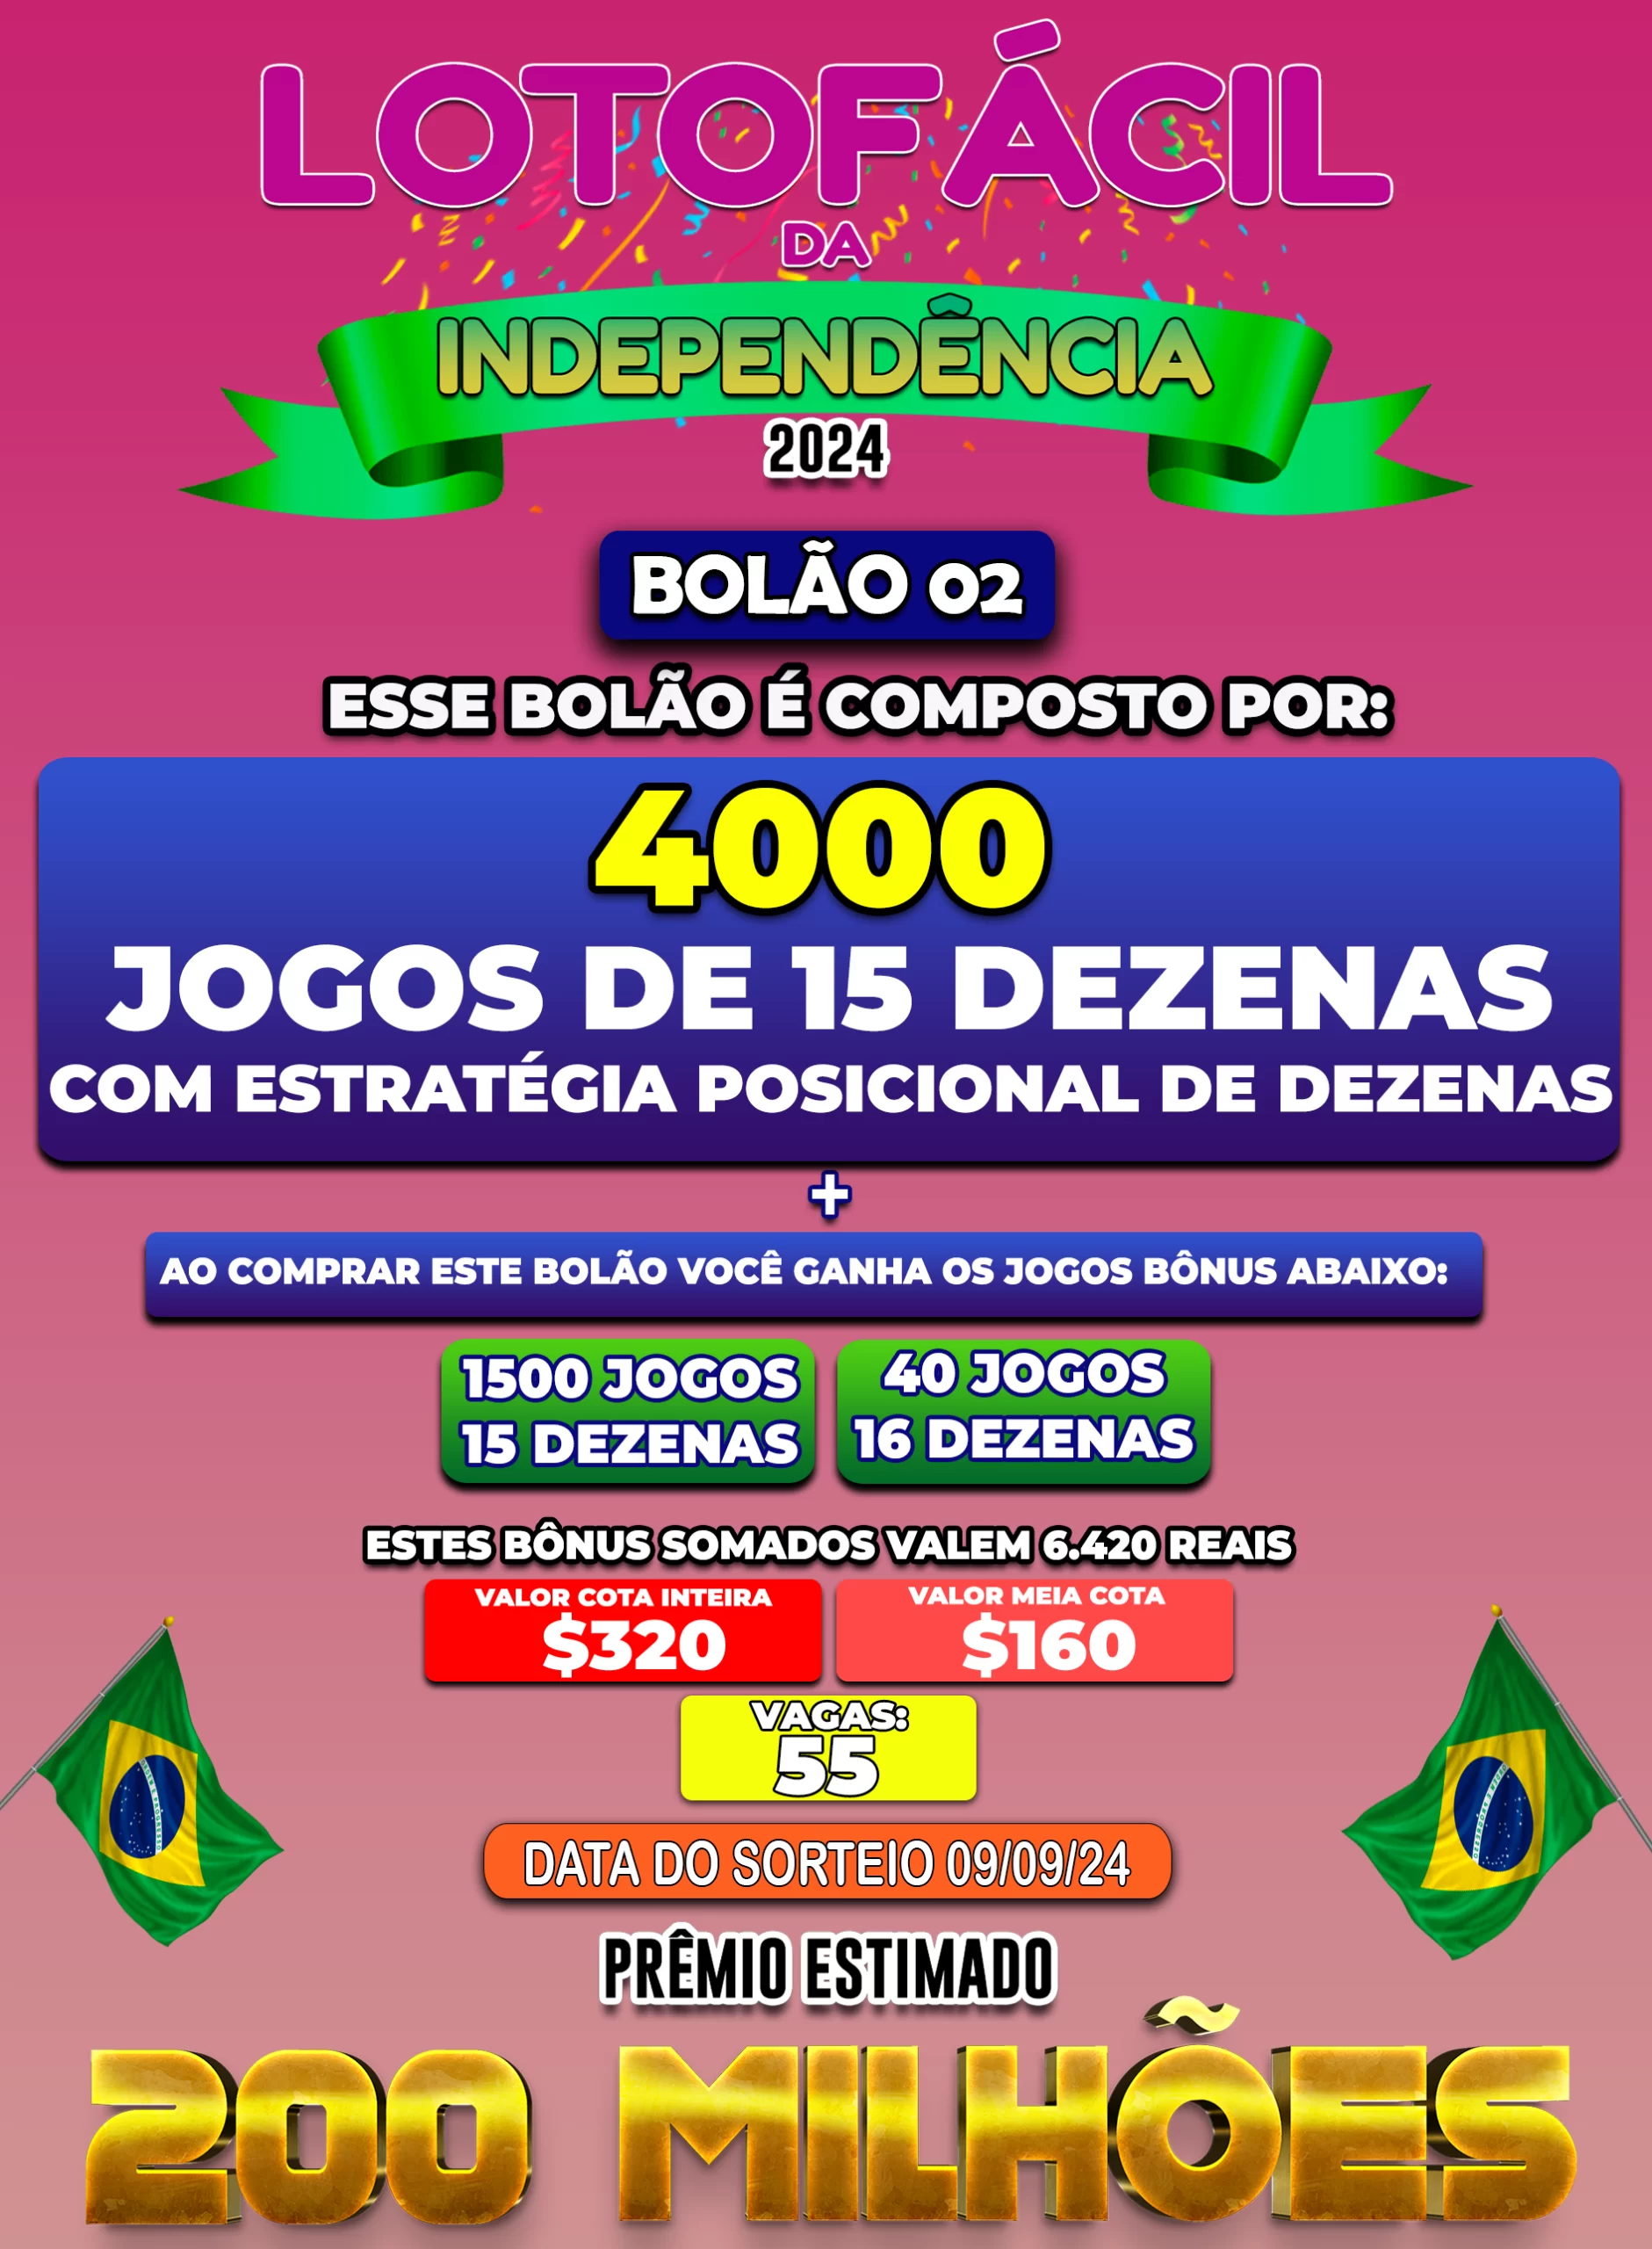 LOTOFÁCIL
DA
INDEPENDÊNCIA
2024
BOLÃO 02
ESSE BOLÃO É COMPOSTO POR:
4000
JOGOS DE 15 DEZENAS
COM ESTRATÉGIA POSICIONAL DE DEZENAS
+
AO COMPRAR ESTE BOLÃO VOCÊ GANHA OS JOGOS BÔNUS ABAIXO:
1500 JOGOS
15 DEZENAS
40 JOGOS
16 DEZENAS
ESTES BÔNUS SOMADOS VALEM 6.420 REAIS
VALOR COTA INTEIRA
$320
VALOR MEIA COTA
$160
VAGAS:
55
DATA DO SORTEIO 09/09/24
PRÊMIO ESTIMADO
200 MILHÕES